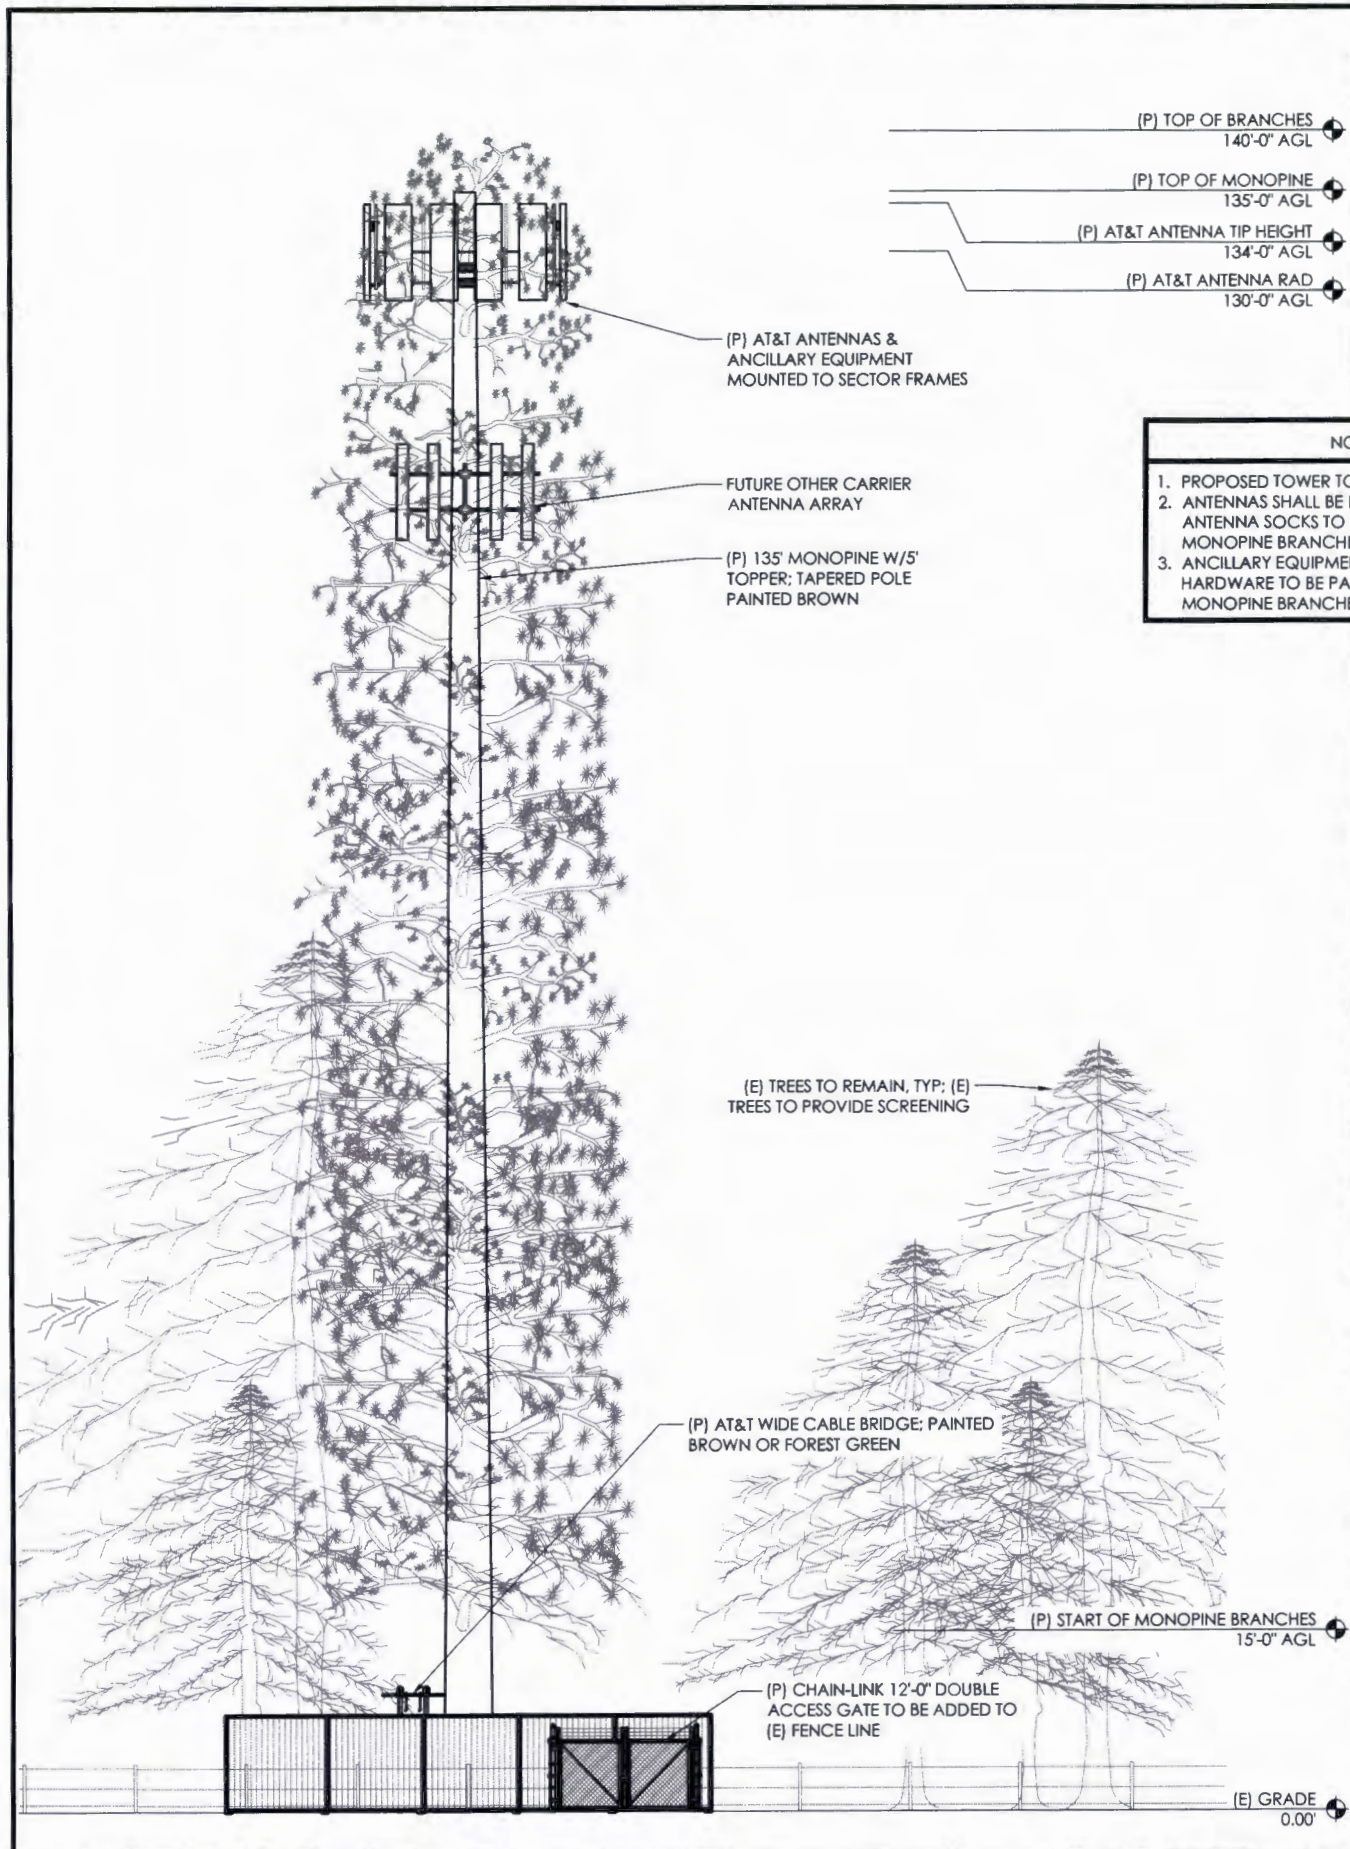 (P) TOP OF BRANCHES
140'-0" AGL
(P) TOP OF MONOPINE
135'-0" AGL
(P) AT&T ANTENNA TIP HEIGHT
134'-0" AGL
(P) AT&T ANTENNA RAD
130'-0" AGL
(P) AT&T ANTENNAS &
ANCILLARY EQUIPMENT
MOUNTED TO SECTOR FRAMES
1. PROPOSED TOWER
2. ANTENNAS SHALL BE
ANTENNA SOCKS TO
MONOPINE
3. ANCILLARY
HARDWARE TO BE
MONOPINE
FUTURE OTHER CARRIER
ANTENNA ARRAY
(P) 135' MONOPINE W/5'
TOPPER; TAPERED POLE
PAINTED BROWN
(E) TREES TO REMAIN, TYP; (E)
TREES TO PROVIDE SCREENING
(P) AT&T WIDE CABLE BRIDGE; PAINTED
BROWN OR FOREST GREEN
(P) START OF MONOPINE BRANCHES
15'-0" AGL
(P) CHAIN-LINK 12'-0" DOUBLE
ACCESS GATE TO BE ADDED TO
(E) FENCE LINE
(E) GRADE
0.00'